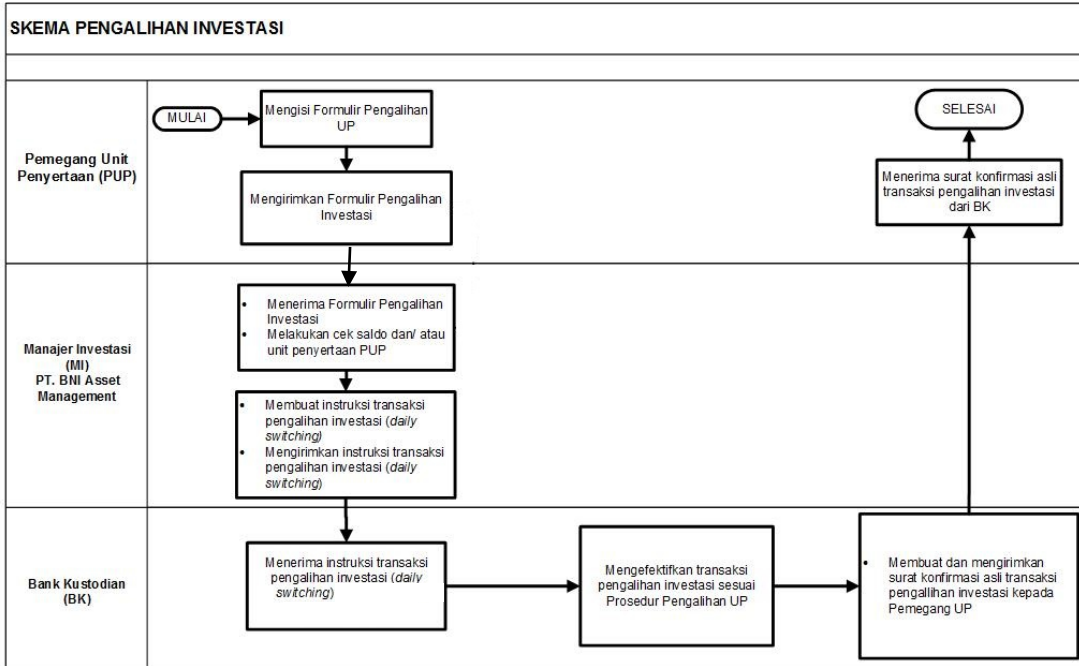 SKEMA PENGALIHAN INVESTASI
Pemegang Unit
Penyertaan (PUP)
MULAI
Mengisi Formulir Pengalihan
UP
Mengirimkan Formulir Pengalihan
Investasi
SELESAI
Menerima surat konfirmasi asli
transaksi pengalihan investasi
dari BK
Manajer Investasi
(MI)
PT. BNI Asset
Management
• Menerima Formulir Pengalihan
Investasi
• Melakukan cek saldo dan/ atau
unit penyertaan PUP
• Membuat instruksi transaksi
pengalihan investasi (daily
switching)
• Mengirimkan instruksi transaksi
pengalihan investasi (daily
switching)
Bank Kustodian
(BK)
Menerima instruksi transaksi
pengalihan investasi (daily
switching)
Mengefektifkan transaksi
pengalihan investasi sesuai
Prosedur Pengalihan UP
• Membuat dan mengirimkan
surat konfirmasi asli transaksi
pengallihan investasi kepada
Pemegang UP